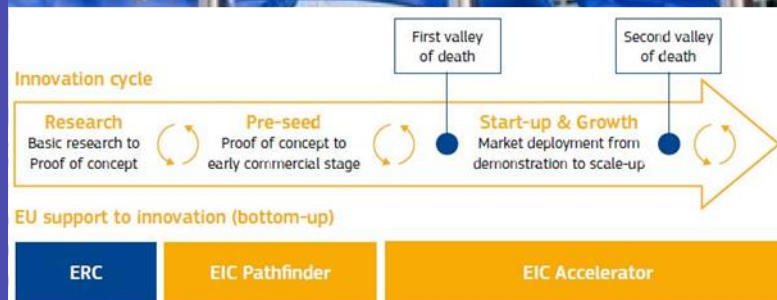 First valley
of death
Second valley
of death
Innovation cycle
Research
Basic research to
Proof of concept
Pre-seed
Proof of concept to
early commercial stage
Start-up & Growth
Market deployment from
demonstration to scale-up
EU support to innovation (bottom-up)
ERC
EIC Pathfinder
EIC Accelerator